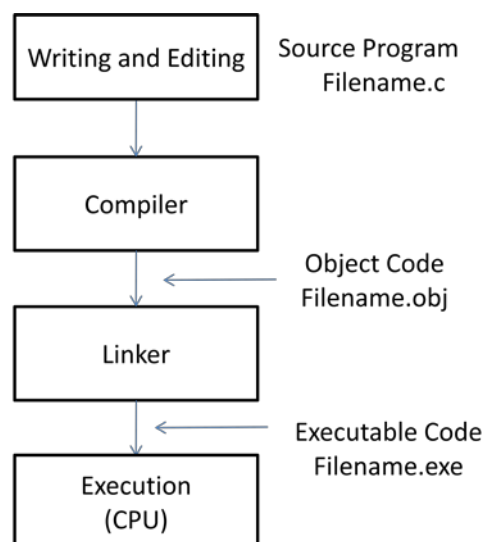 Writing and Editing
Source Program
Filename.c
Compiler
Object Code
Filename.obj
Linker
Executable Code
Filename.exe
Execution
(CPU)